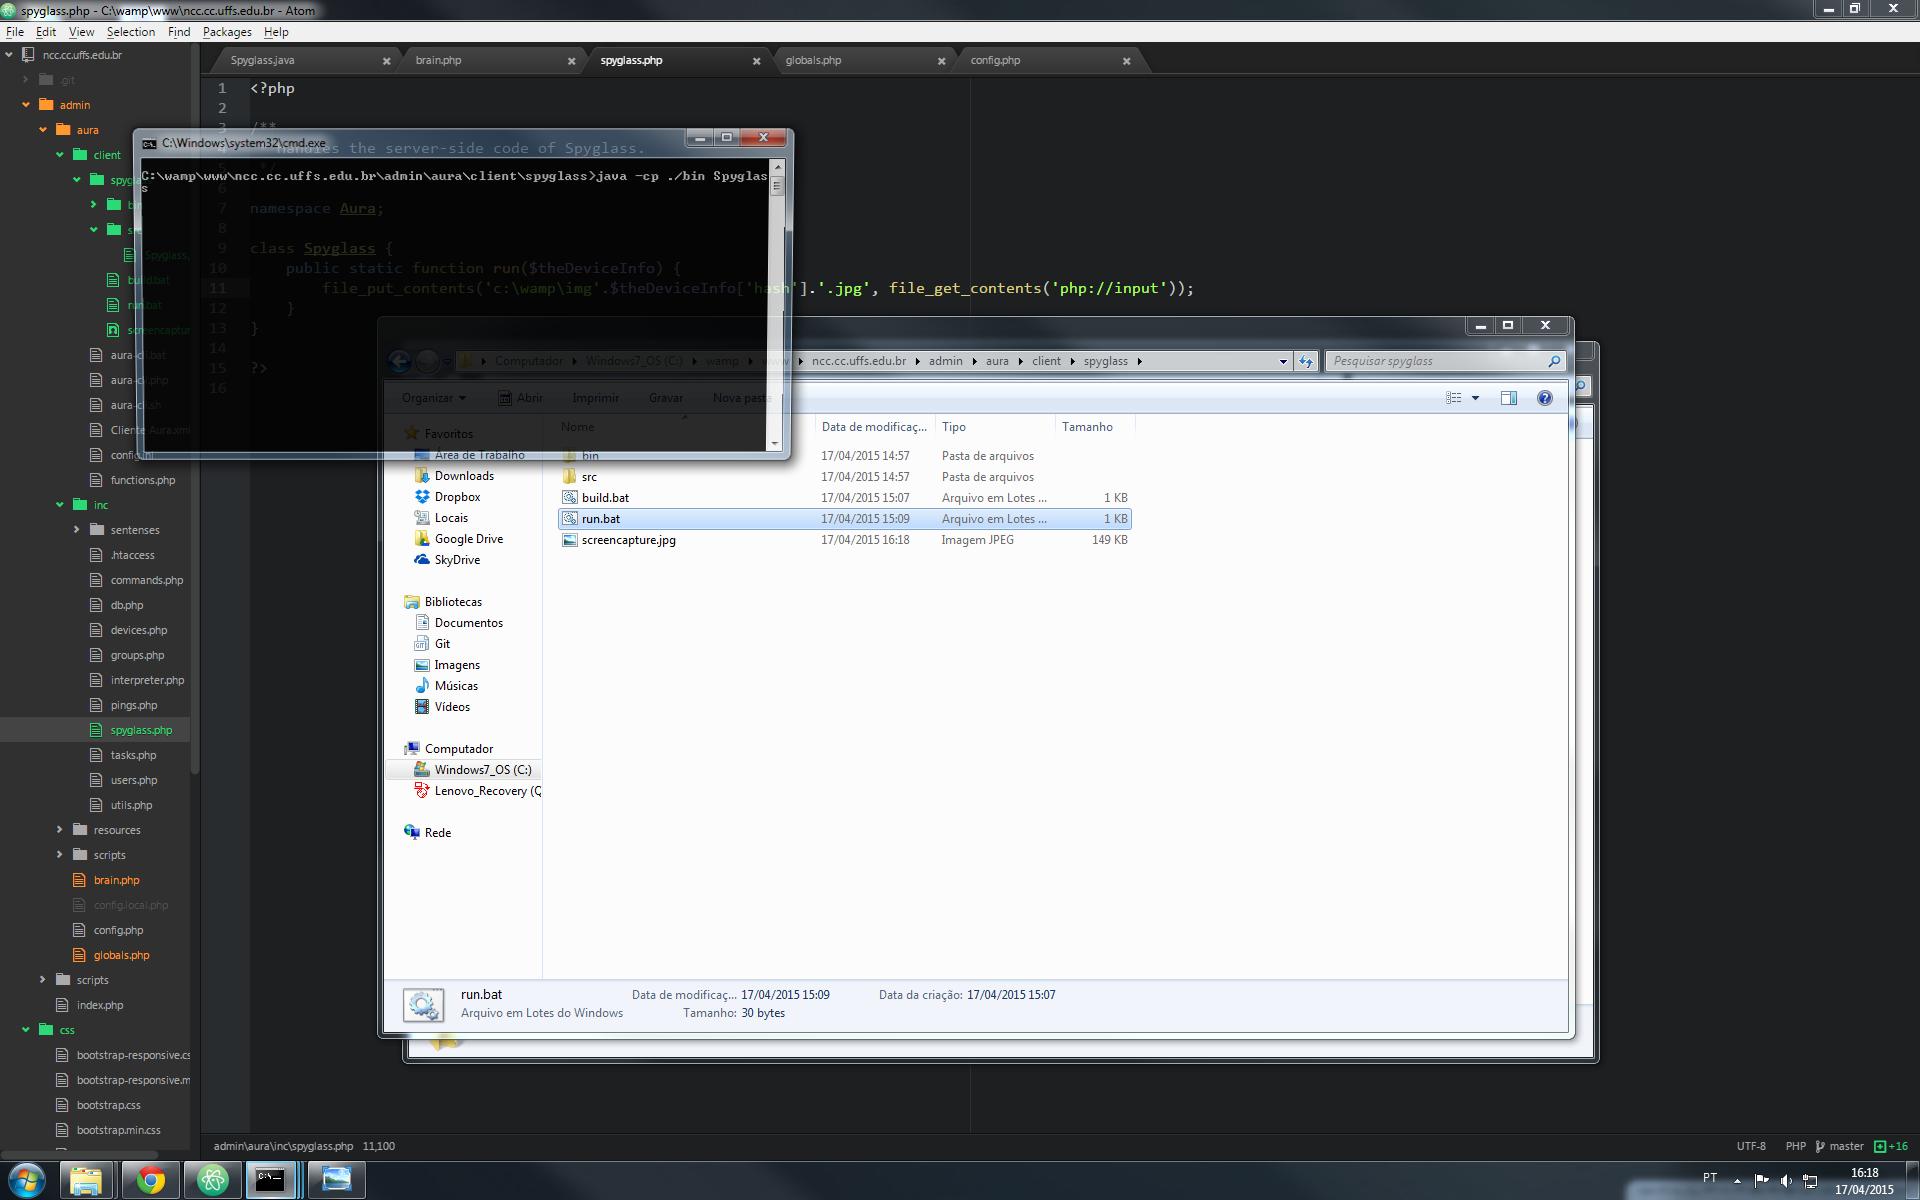 spyglass.php - C:\wamp\www\ncc.cc.uffs.edu.br - Atom
File Edit View Selection Find Packages Help
ncc.cc.uffs.edu.br
.git
admin
aura
client
spygl
bin
Spyglass.
build.bat
run.bat
screencaptur
aura-cli.bat
aura-cli.php
aura-cli.sh
Cliente Aura.xml
config.ini
functions.php
inc
sentenses
.htaccess
commands.php
db.php
devices.php
groups.php
interpreter.php
pings.php
spyglass.php
tasks.php
users.php
utils.php
resources
scripts
brain.php
config.local.php
config.php
globals.php
scripts
index.php
css
bootstrap-responsive.cs
bootstrap-responsive.m
bootstrap.css
bootstrap.min.css
Spyglass.java brain.php spyglass.php globals.php config.php
1 <?php
2
3 /**
4 handles the server-side code of Spyglass.
6
7 namespace Aura;
8
9 class Spyglass {
10 public static function run($theDeviceInfo) {
11 file_put_contents('c:\wamp\img'.$theDeviceInfo['hash'].'.jpg', file_get_contents('php://input'));
12 }
13 }
14
15 ?>
16
C:\Windows\system32\cmd.exe
C:\wamp\www\ncc.cc.uffs.edu.br\admin\aura\client\spyglass>java -cp ./bin Spyglas
s
Computador Windows7_OS (C:) wamp www ncc.cc.uffs.edu.br admin aura client spyglass
Pesquisar spyglass
Organizar Abrir Imprimir Gravar Nova pasta
Nome Data de modificaç... Tipo Tamanho
bin 17/04/2015 14:57 Pasta de arquivos
src 17/04/2015 14:57 Pasta de arquivos
build.bat 17/04/2015 15:07 Arquivo em Lotes ... 1 KB
run.bat 17/04/2015 15:09 Arquivo em Lotes ... 1 KB
screencapture.jpg 17/04/2015 16:18 Imagem JPEG 149 KB
Favoritos
Área de Trabalho
Downloads
Dropbox
Locais
Google Drive
SkyDrive
Bibliotecas
Documentos
Git
Imagens
Músicas
Vídeos
Computador
Windows7_OS (C:)
Lenovo_Recovery (Q
Rede
run.bat Data de modificaç... 17/04/2015 15:09 Data da criação: 17/04/2015 15:07
Arquivo em Lotes do Windows Tamanho: 30 bytes
admin\aura\inc\spyglass.php 11,100
UTF-8 PHP master +16
PT
16:18
17/04/2015